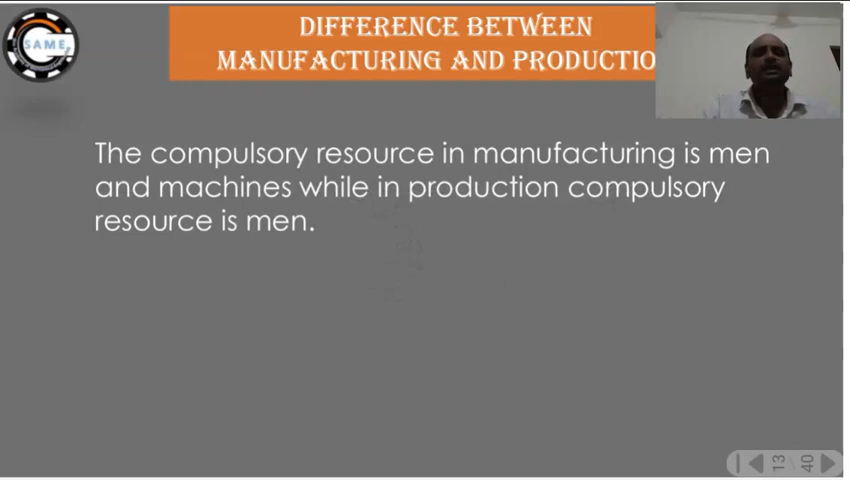 SAME
DIFFERENCE BETWEEN
MANUFACTURING AND PRODUCTIO
The compulsory resource in manufacturing is men
and machines while in production compulsory
resource is men.
13 / 40